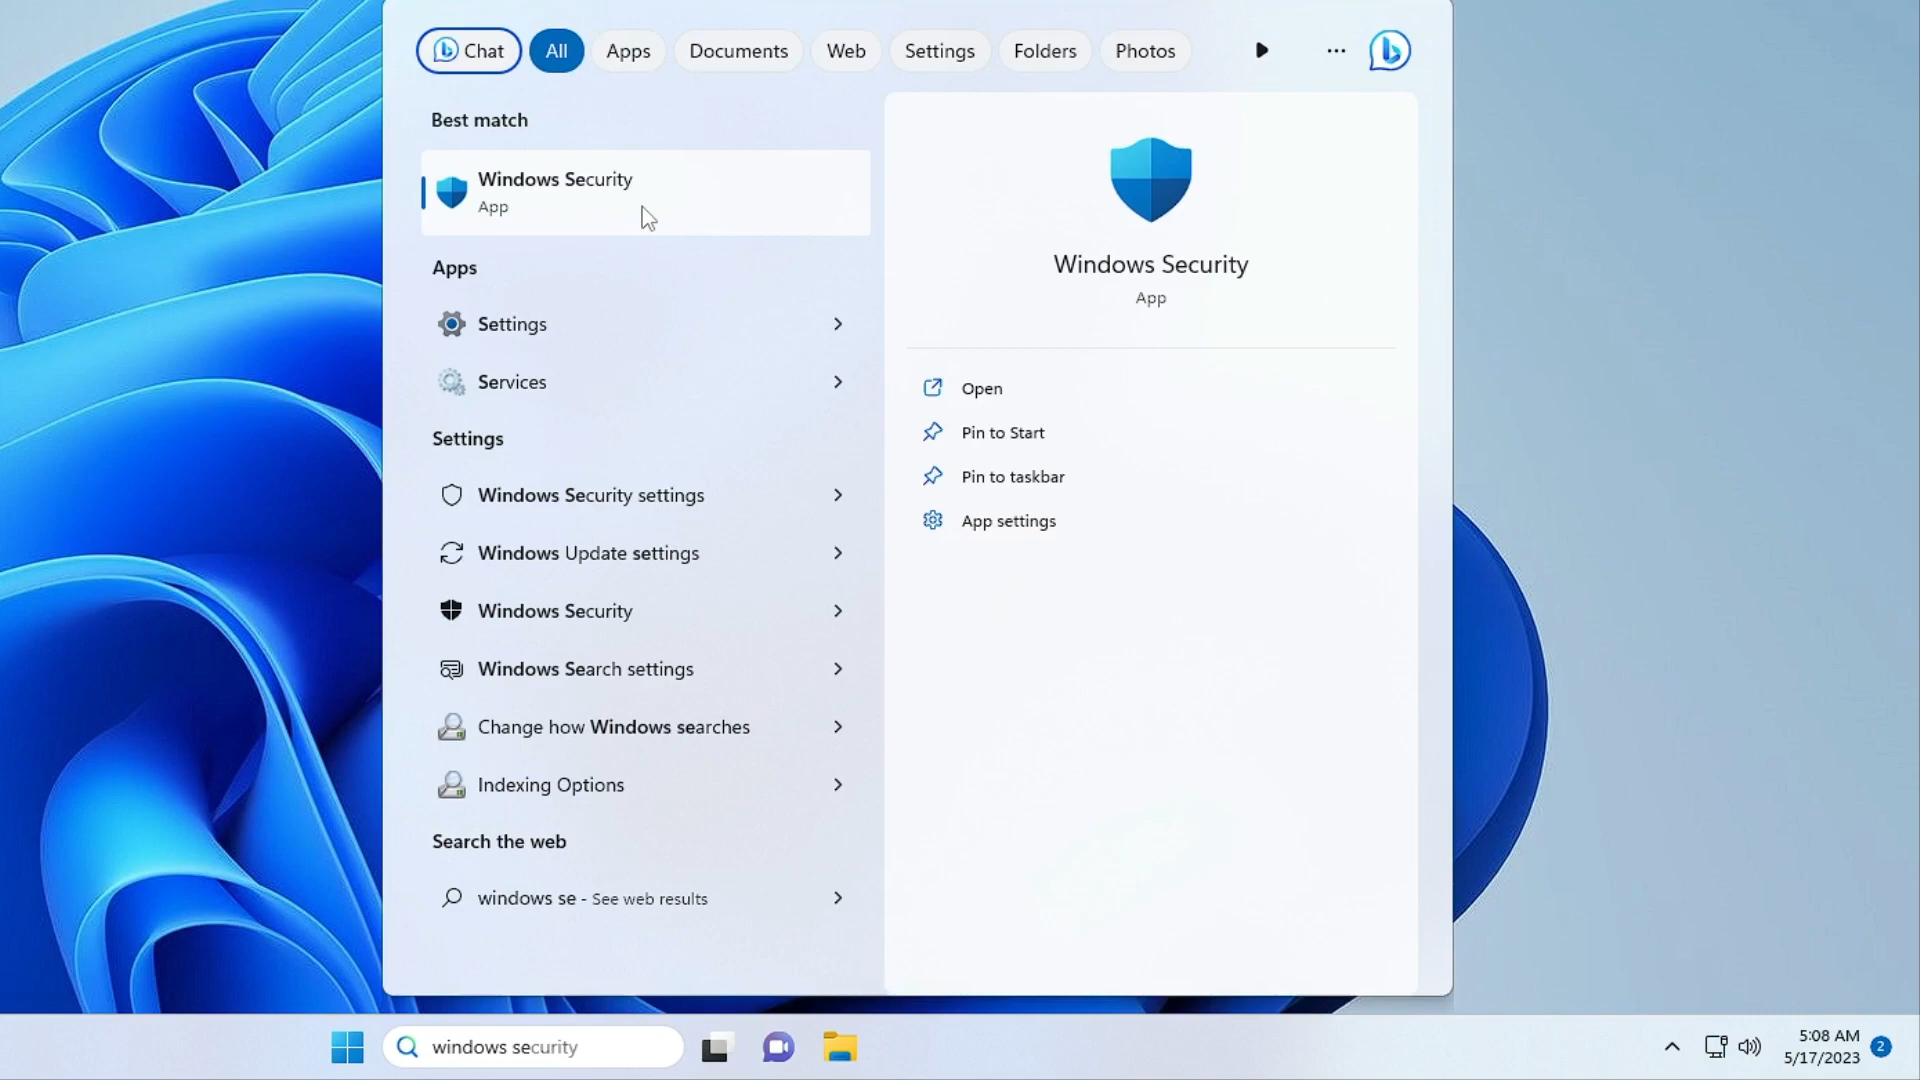 Chat
All
Apps
Documents
Web
Settings
Folders
Photos
Best match
Windows Security
App
Apps
Settings
Services
Settings
Windows Security settings
Windows Update settings
Windows Security
Windows Search settings
Change how Windows searches
Indexing Options
Search the web
windows se - See web results
Windows Security
App
Open
Pin to Start
Pin to taskbar
App settings
windows security
5:08 AM
5/17/2023
2